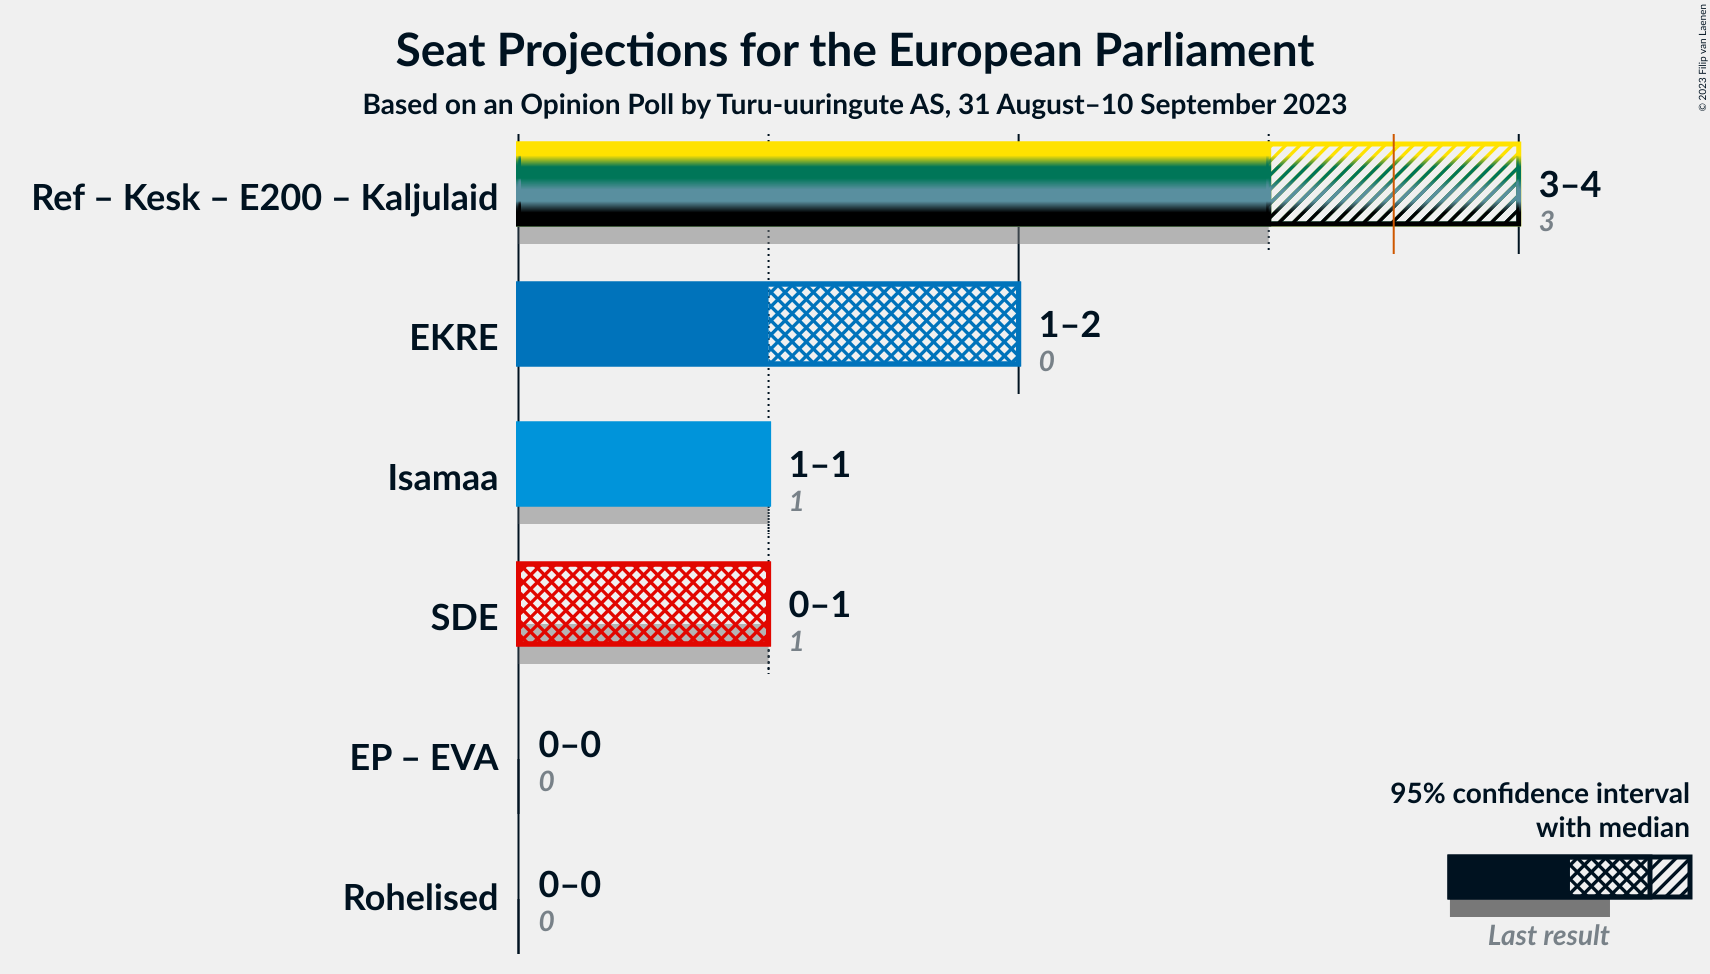 Seat Projections for the European Parliament
Based on an Opinion Poll by Turu-uuringute AS, 31 August–10 September 2023
© 2023 Filip van Laenen
Ref – Kesk – E200 – Kaljulaid
3–4
3
EKRE
1–2
0
Isamaa
1–1
1
SDE
0–1
1
EP – EVA
0–0
0
Rohelised
0–0
0
95% confidence interval
with median
Last result